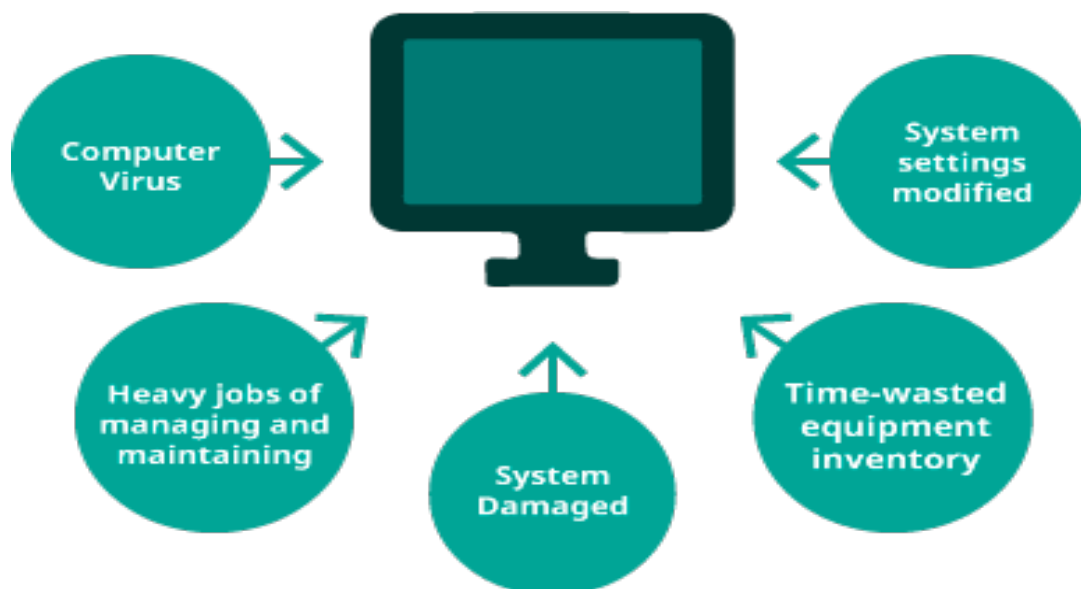 Computer
Virus
System
settings
modified
Heavy jobs of
managing and
maintaining
System
Damaged
Time-wasted
equipment
inventory